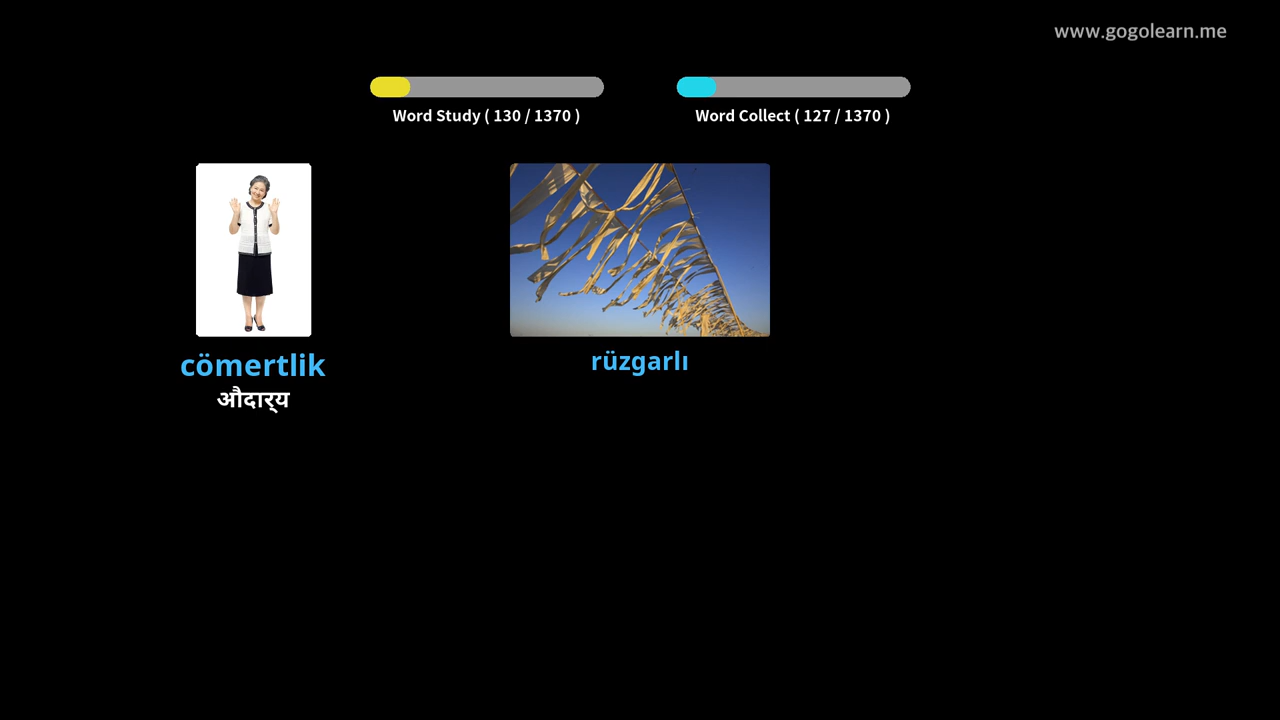 www.gogolearn.me
Word Study ( 130 / 1370 )
Word Collect ( 127 / 1370 )
cömertlik
औदार्य
rüzgarlı